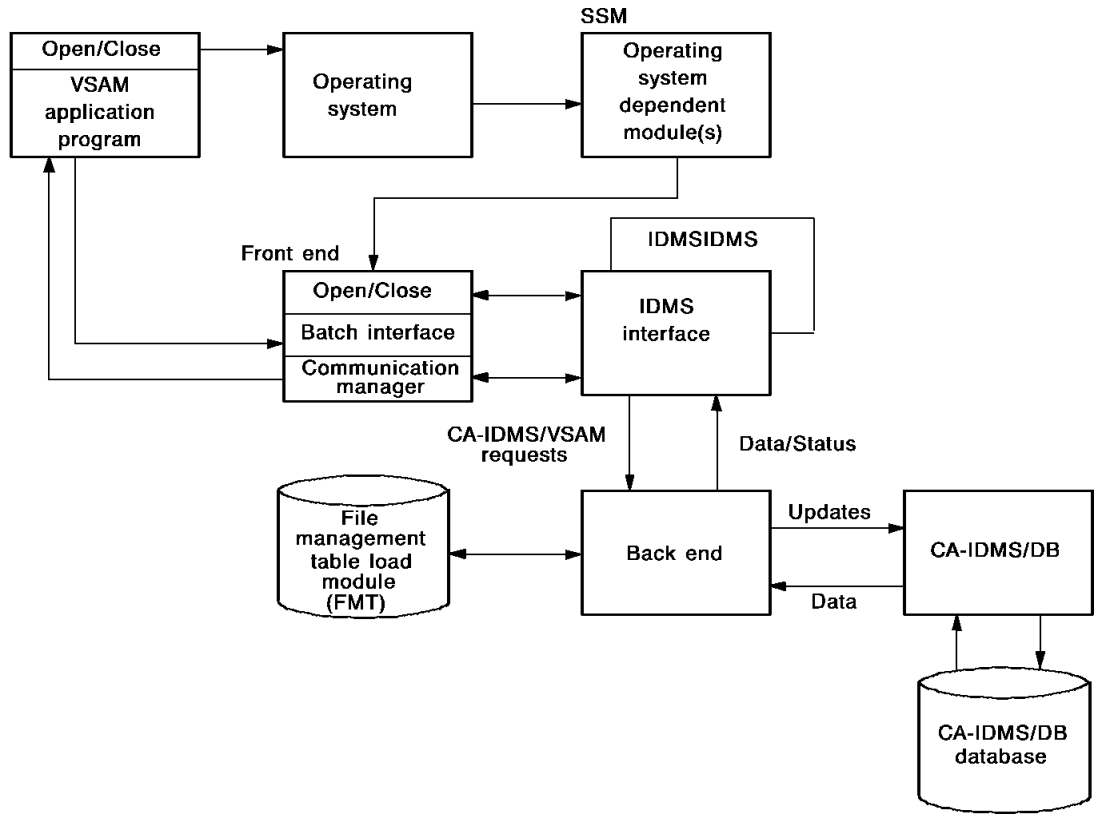 SSM
Open/Close
VSAM
application
program
Operating
system
Operating
system
dependent
module(s)
Front end
Open/Close
Batch interface
Communication
manager
IDMSIDMS
IDMS
interface
CA-IDMS/VSAM
requests
Data/Status
File
management
table load
module
(FMT)
Back end
Updates
Data
CA-IDMS/DB
CA-IDMS/DB
database